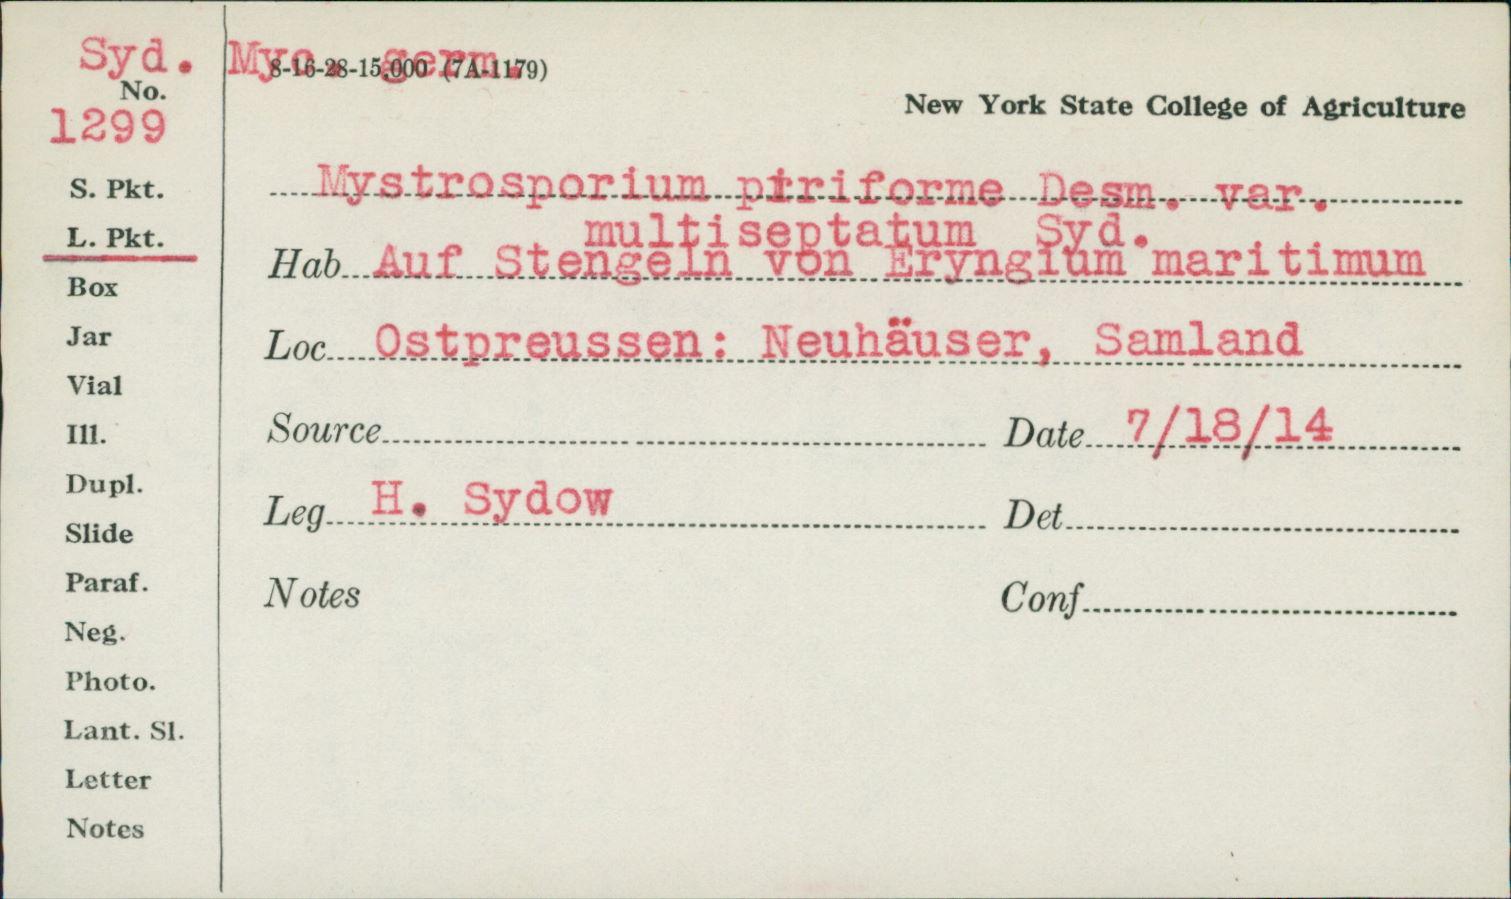 Syd. Myc. germ.
8-16-28-15,000 (7A-1179)
No.
1299
New York State College of Agriculture
Mystrosporium piriforme Desm. var.
multiseptatum Syd.
Hab. Auf Stengeln von Eryngium maritimum
Loc. Ostpreussen: Neuhäuser, Samland
Source Date 7/18/14
Leg. H. Sydow Det.
Notes Conf.
S. Pkt.
L. Pkt.
Box
Jar
Vial
Ill.
Dupl.
Slide
Paraf.
Neg.
Photo.
Lant. Sl.
Letter
Notes